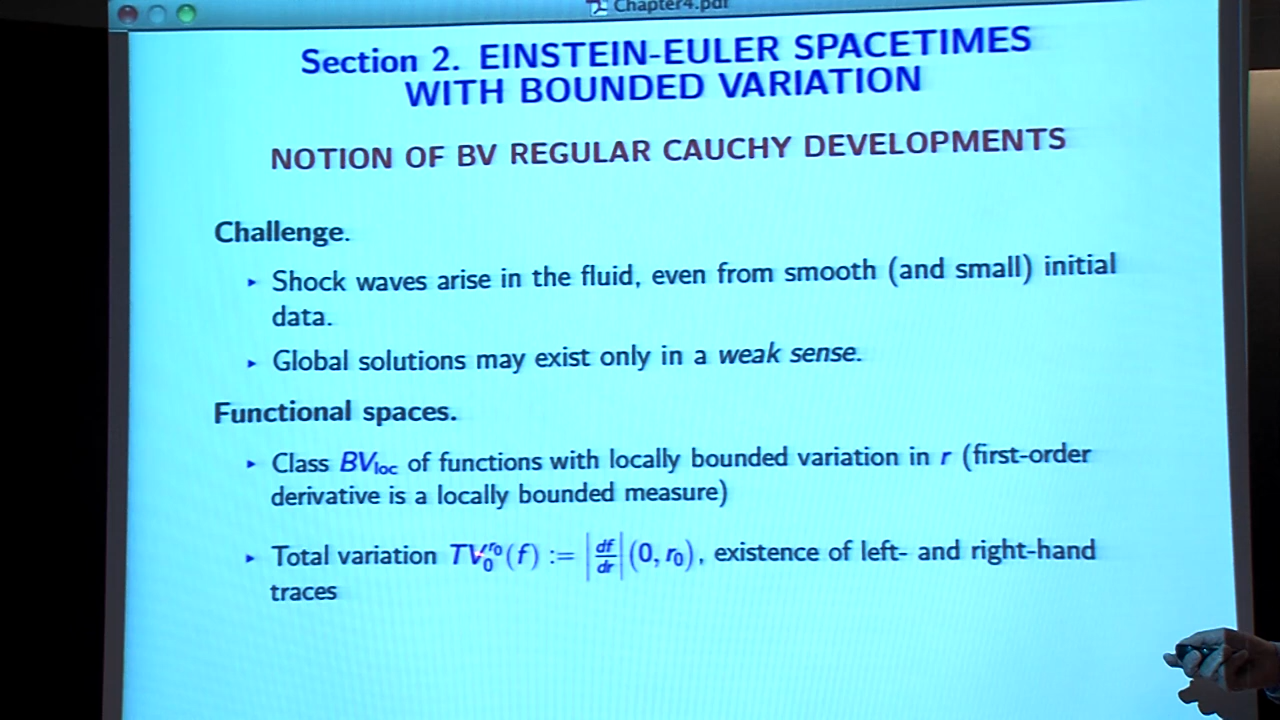 Chapter4.pdf
Section 2. EINSTEIN-EULER SPACETIMES
WITH BOUNDED VARIATION
NOTION OF BV REGULAR CAUCHY DEVELOPMENTS
Challenge.
▸ Shock waves arise in the fluid, even from smooth (and small) initial
data.
▸ Global solutions may exist only in a weak sense.
Functional spaces.
▸ Class BV_loc of functions with locally bounded variation in r (first-order
derivative is a locally bounded measure)
▸ Total variation TV_0^{r_0}(f) := |df/dr|(0, r_0), existence of left- and right-hand
traces